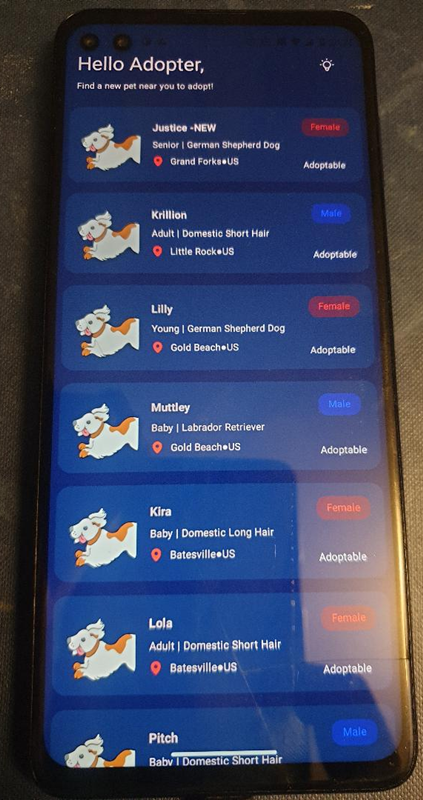 Hello Adopter,
Find a new pet near you to adopt!
Justice -NEW
Female
Senior | German Shepherd Dog
Grand Forks●US
Adoptable
Krillion
Male
Adult | Domestic Short Hair
Little Rock●US
Adoptable
Lilly
Female
Young | German Shepherd Dog
Gold Beach●US
Adoptable
Muttley
Male
Baby | Labrador Retriever
Gold Beach●US
Adoptable
Kira
Female
Baby | Domestic Long Hair
Batesville●US
Adoptable
Lola
Female
Adult | Domestic Short Hair
Batesville●US
Adoptable
Pitch
Male
Baby | Domestic Short Hair